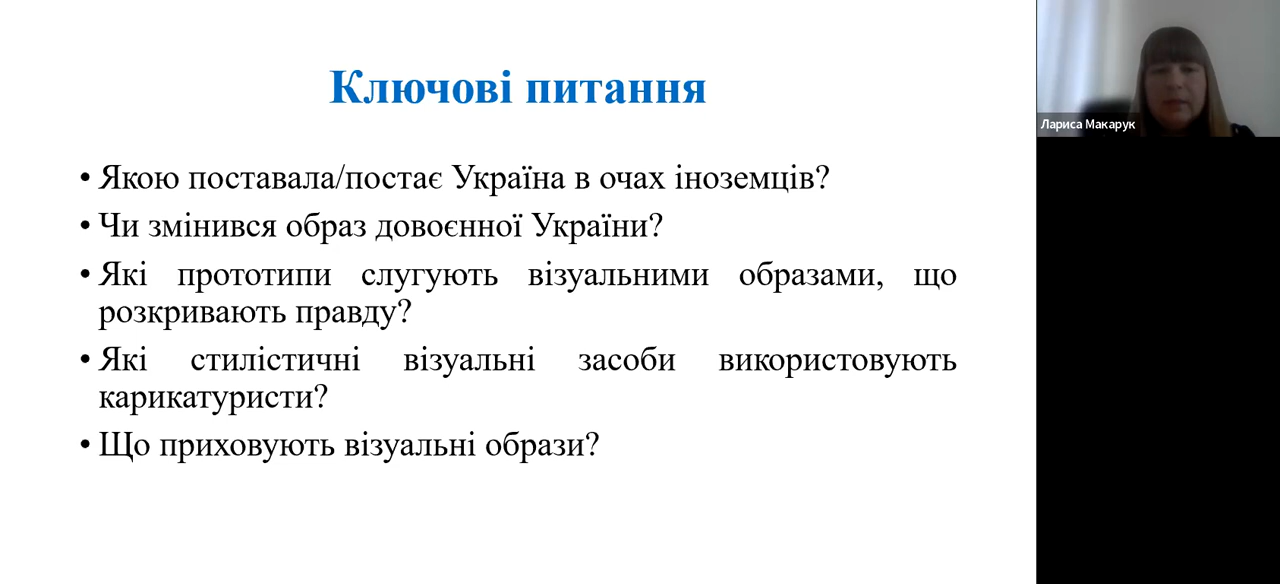 Ключові питання
• Якою поставала/постає Україна в очах іноземців?
• Чи змінився образ довоєнної України?
• Які прототипи слугують візуальними образами, що
розкривають правду?
• Які стилістичні візуальні засоби використовують
карикатуристи?
• Що приховують візуальні образи?
Лариса Макарук